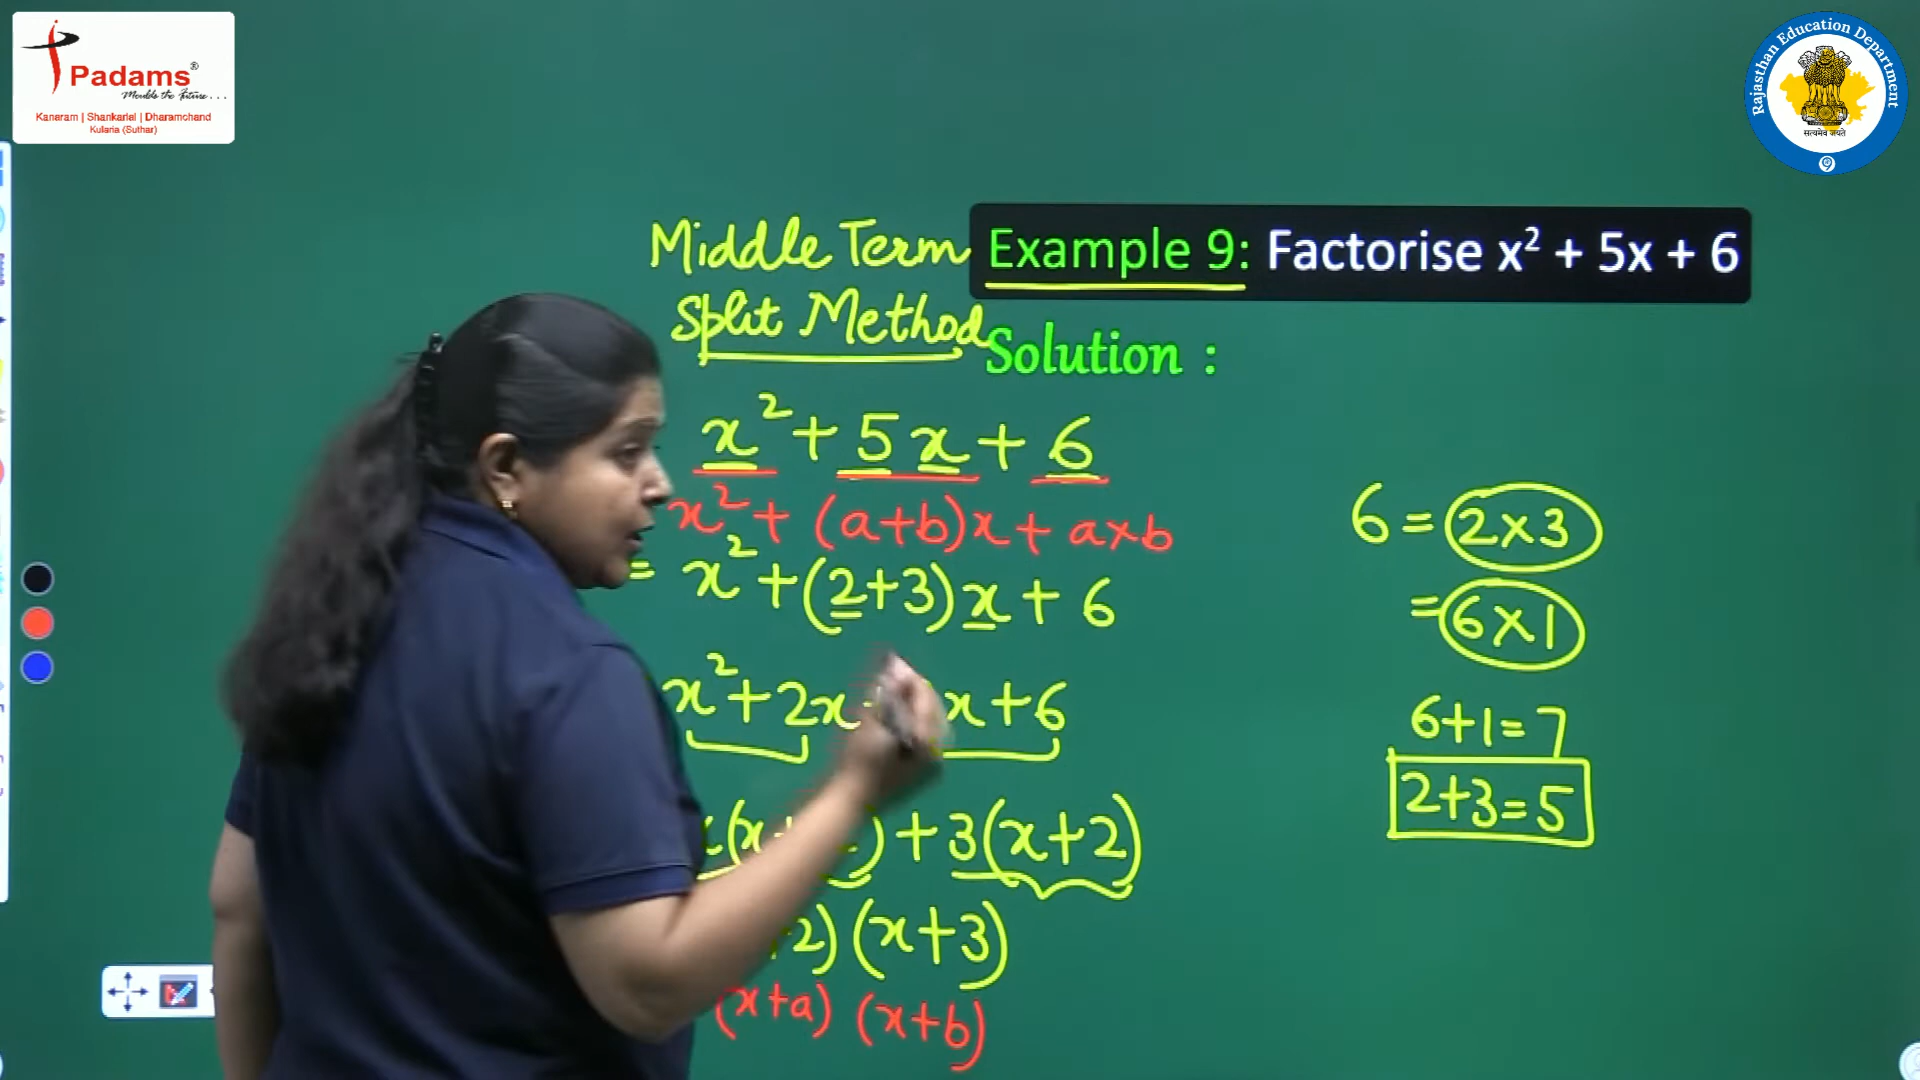 Padams®
Moulds the Future...
Kanaram | Shankarlal | Dharamchand
Kularia (Suthar)
Rajasthan Education Department
सत्यमेव जयते
Middle Term
Split Method
Example 9: Factorise x² + 5x + 6
Solution :
x² + 5x + 6
x² + (a+b)x + a×b
= x² + (2+3)x + 6
x² + 2x x + 6
(x + 3(x+2)
2) (x+3)
(x+a) (x+b)
6 = 2×3
= 6×1
6+1=7
2+3=5